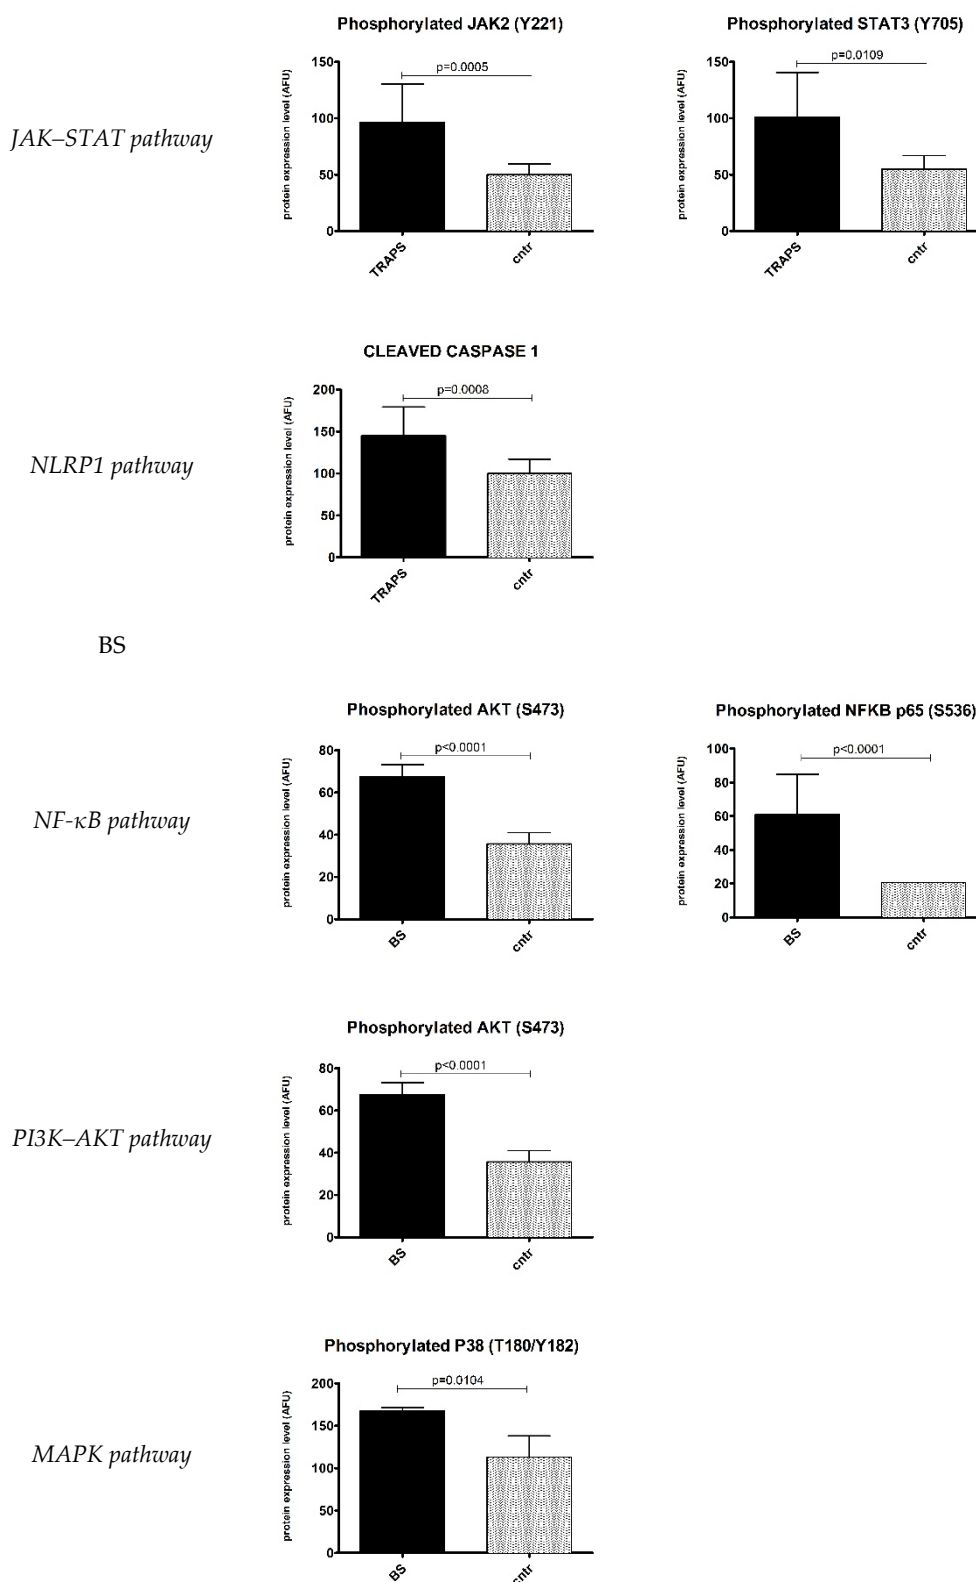 Phosphorylated JAK2 (Y221)
Phosphorylated STAT3 (Y705)
JAK–STAT pathway
protein expression level (AFU)
150
100
50
0
p=0.0005
TRAPS
cntr
protein expression level (AFU)
150
100
50
0
p=0.0109
TRAPS
cntr
CLEAVED CASPASE 1
NLRP1 pathway
protein expression level (AFU)
200
150
100
50
0
p=0.0008
TRAPS
cntr
BS
Phosphorylated AKT (S473)
Phosphorylated NFKB p65 (S536)
NF-κB pathway
protein expression level (AFU)
80
60
40
20
0
p<0.0001
BS
cntr
protein expression level (AFU)
100
80
60
40
20
0
p<0.0001
BS
cntr
Phosphorylated AKT (S473)
PI3K–AKT pathway
protein expression level (AFU)
80
60
40
20
0
p<0.0001
BS
cntr
Phosphorylated P38 (T180/Y182)
MAPK pathway
protein expression level (AFU)
200
150
100
50
0
p=0.0104
BS
cntr